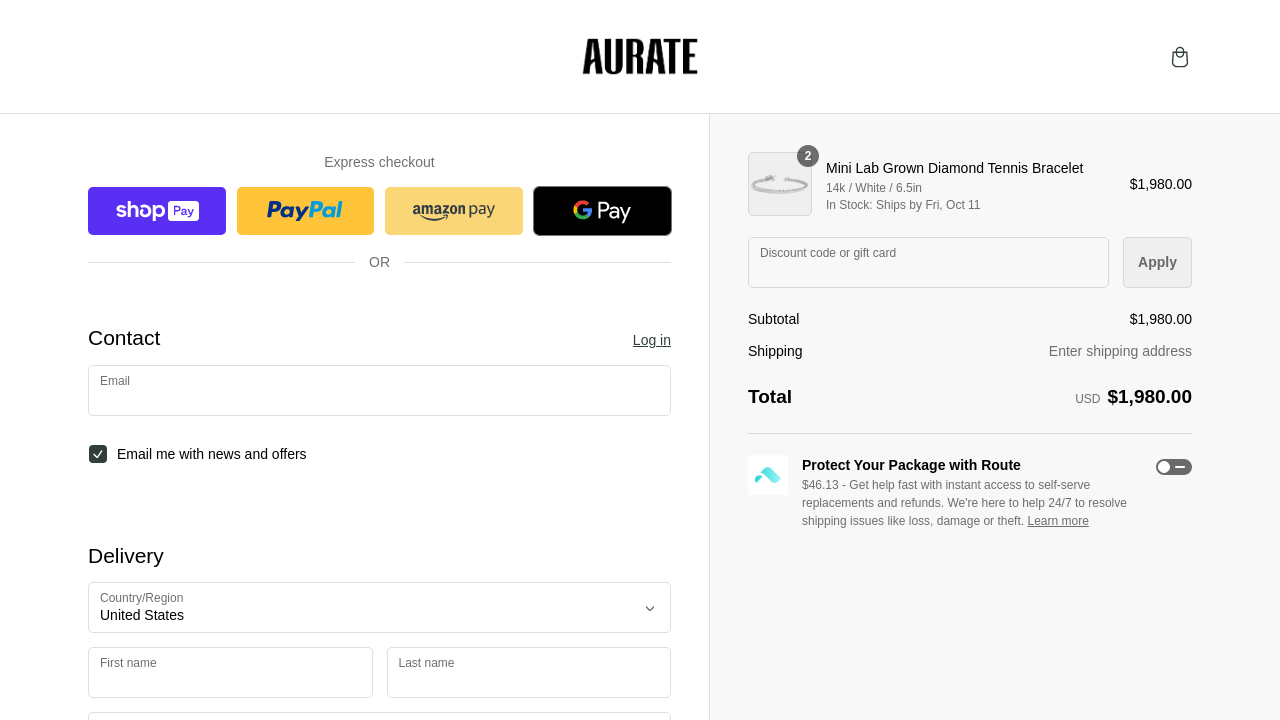 AURATE
Express checkout
shop Pay
PayPal
amazon pay
G Pay
OR
Contact
Log in
Email
Email me with news and offers
Delivery
Country/Region
United States
First name
Last name
2
Mini Lab Grown Diamond Tennis Bracelet
14k / White / 6.5in
In Stock: Ships by Fri, Oct 11
$1,980.00
Discount code or gift card
Apply
Subtotal
$1,980.00
Shipping
Enter shipping address
Total
USD $1,980.00
Protect Your Package with Route
$46.13 - Get help fast with instant access to self-serve
replacements and refunds. We're here to help 24/7 to resolve
shipping issues like loss, damage or theft. Learn more